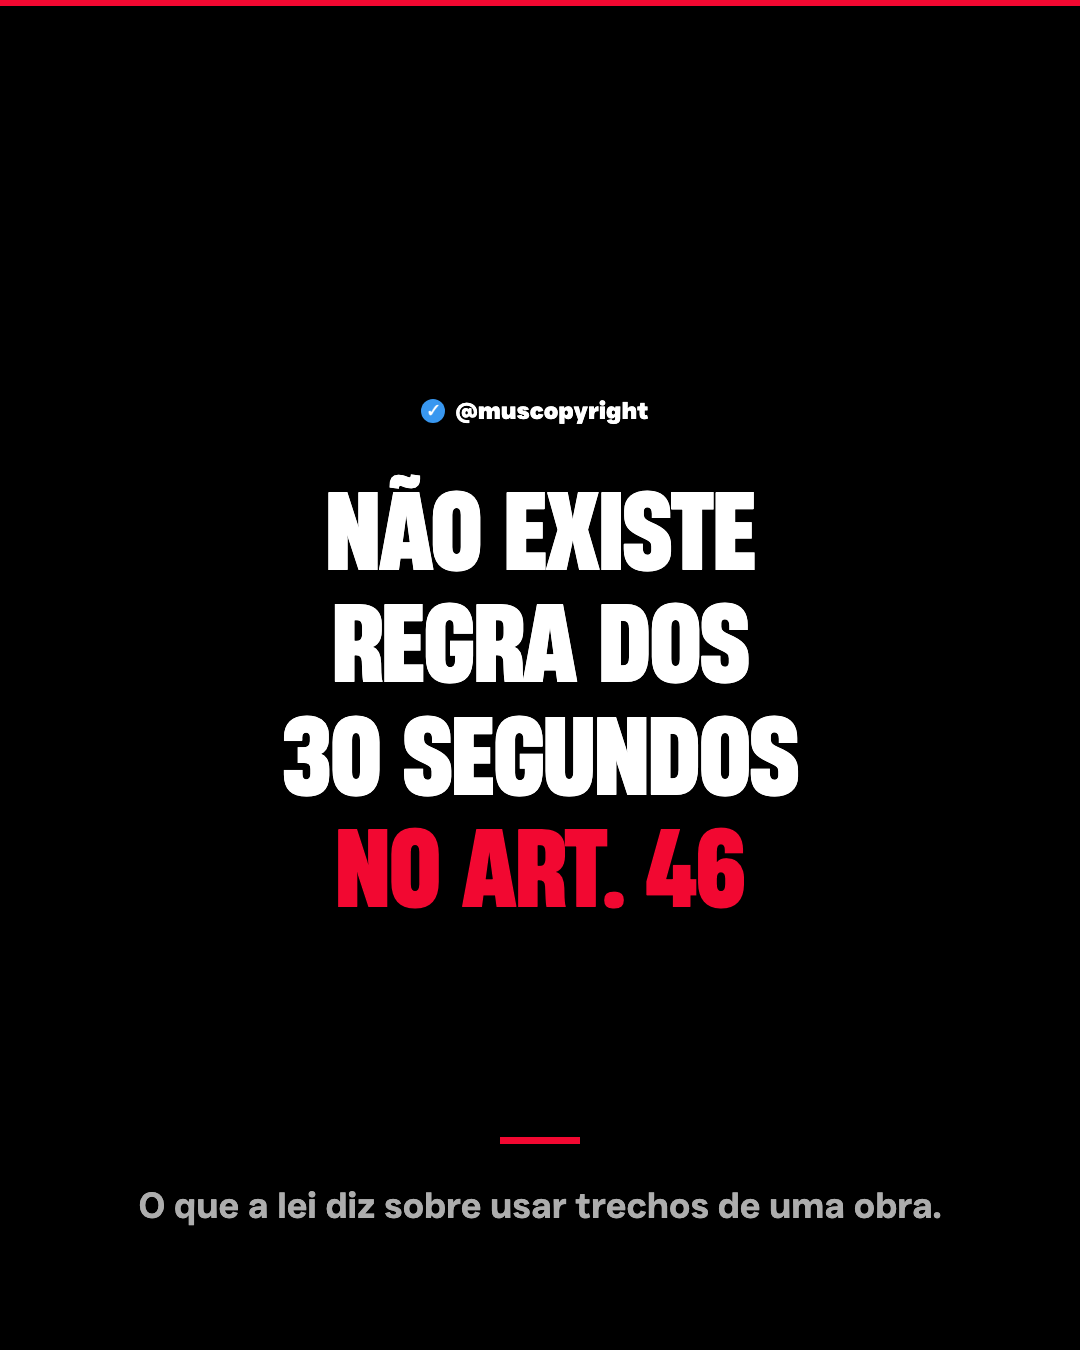 @muscopyright
NÃO EXISTE
REGRA DOS
30 SEGUNDOS
NO ART. 46
O que a lei diz sobre usar trechos de uma obra.